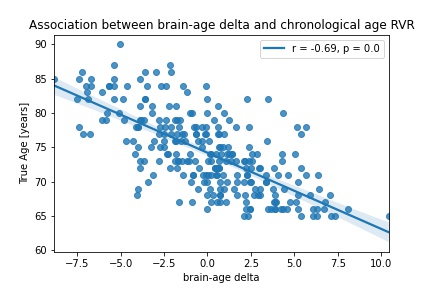 Association between brain-age delta and chronological age RVR
r = -0.69, p = 0.0
True Age [years]
90
85
80
75
70
65
60
−7.5 −5.0 −2.5 0.0 2.5 5.0 7.5 10.0
brain-age delta